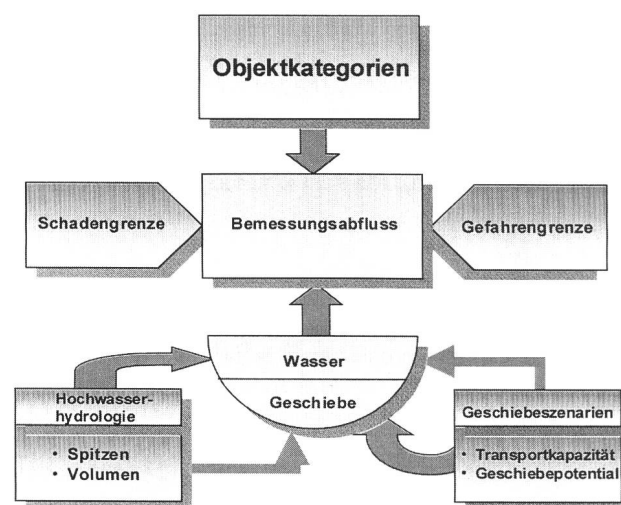 Objektkategorien
Schadengrenze
Bemessungsabfluss
Gefahrengrenze
Wasser
Geschiebe
Hochwasser-
hydrologie
• Spitzen
• Volumen
Geschiebeszenarien
• Transportkapazität
• Geschiebepotential